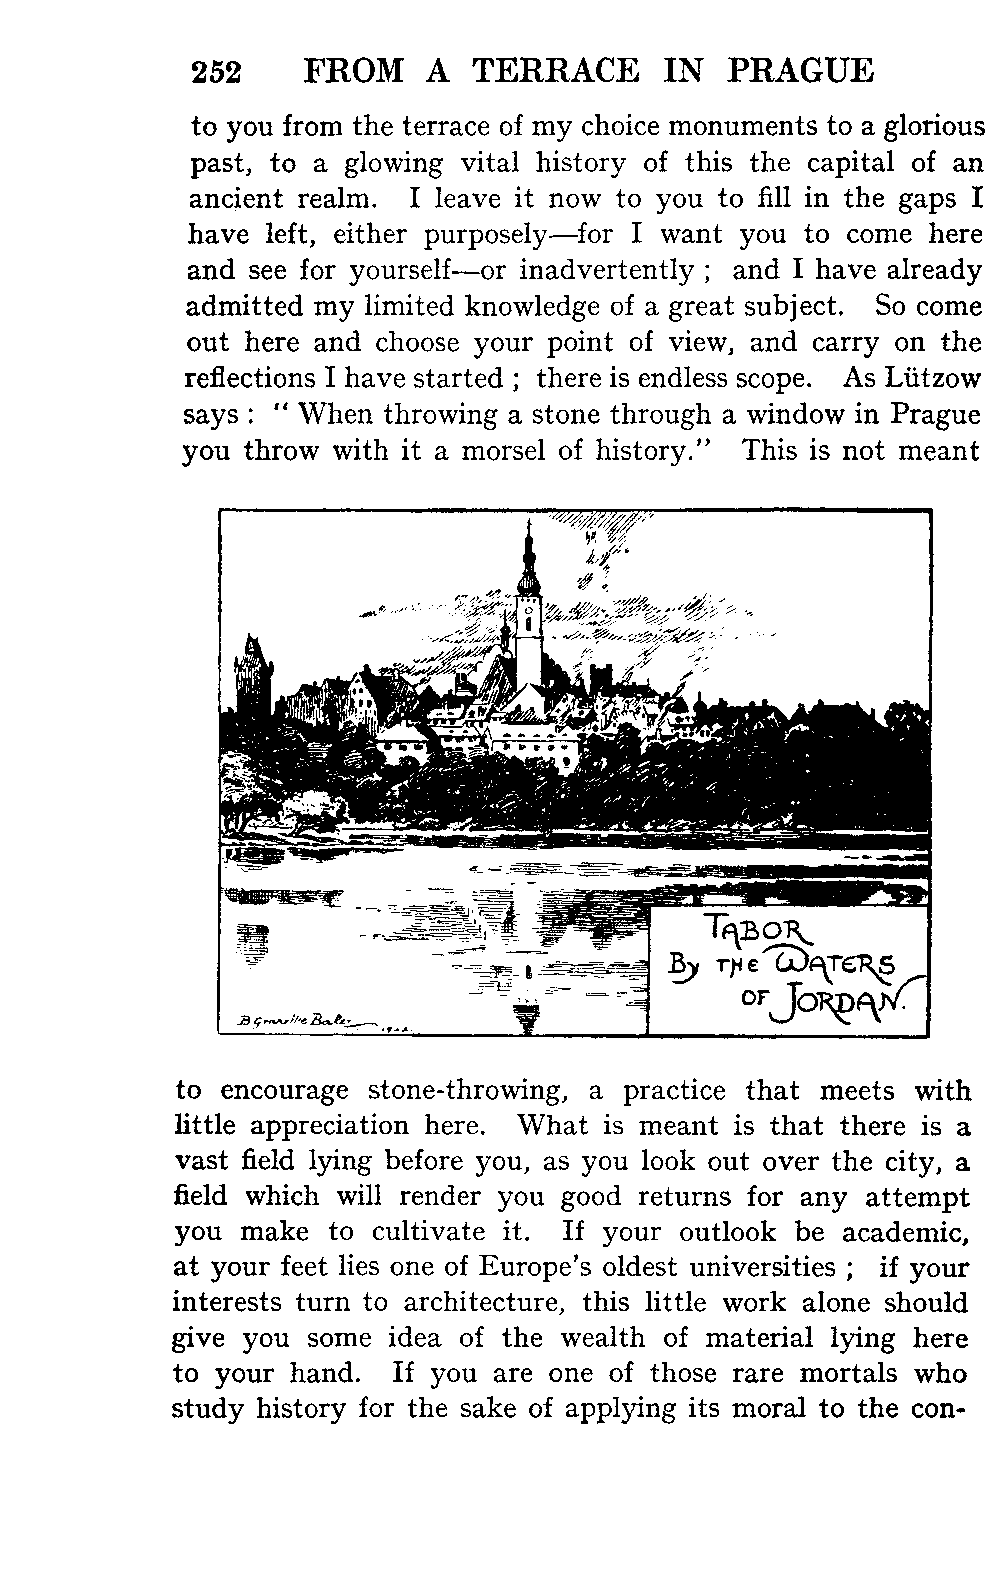 252 FROM A TERRACE IN PRAGUE
to you from the terrace of my choice monuments to a glorious
past, to a glowing vital history of this the capital of an
ancient realm. I leave it now to you to fill in the gaps I
have left, either purposely—for I want you to come here
and see for yourself—or inadvertently ; and I have already
admitted my limited knowledge of a great subject. So come
out here and choose your point of view, and carry on the
reflections I have started ; there is endless scope. As Lützow
says : " When throwing a stone through a window in Prague
you throw with it a morsel of history." This is not meant
TABOR
By THE WATERS
OF JORDAN.
B Granville Baker
to encourage stone-throwing, a practice that meets with
little appreciation here. What is meant is that there is a
vast field lying before you, as you look out over the city, a
field which will render you good returns for any attempt
you make to cultivate it. If your outlook be academic,
at your feet lies one of Europe's oldest universities ; if your
interests turn to architecture, this little work alone should
give you some idea of the wealth of material lying here
to your hand. If you are one of those rare mortals who
study history for the sake of applying its moral to the con-